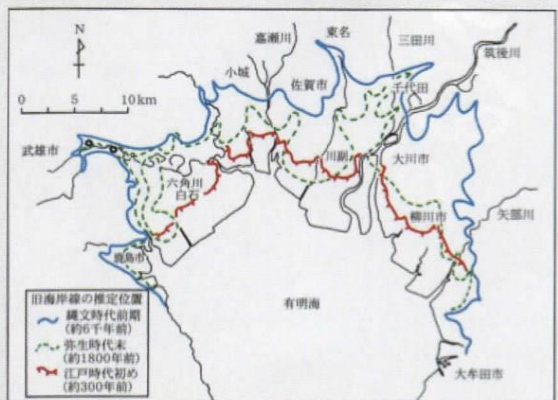 N
0
5
10km
嘉瀬川
東名
三田川
筑後川
小城
佐賀市
千代田
武雄市
川副
大川市
六角川
白石
柳川市
矢部川
鹿島市
有明海
大牟田市
旧海岸線の推定位置
縄文時代前期
(約6千年前)
弥生時代末
(約1800年前)
江戸時代初め
(約300年前)